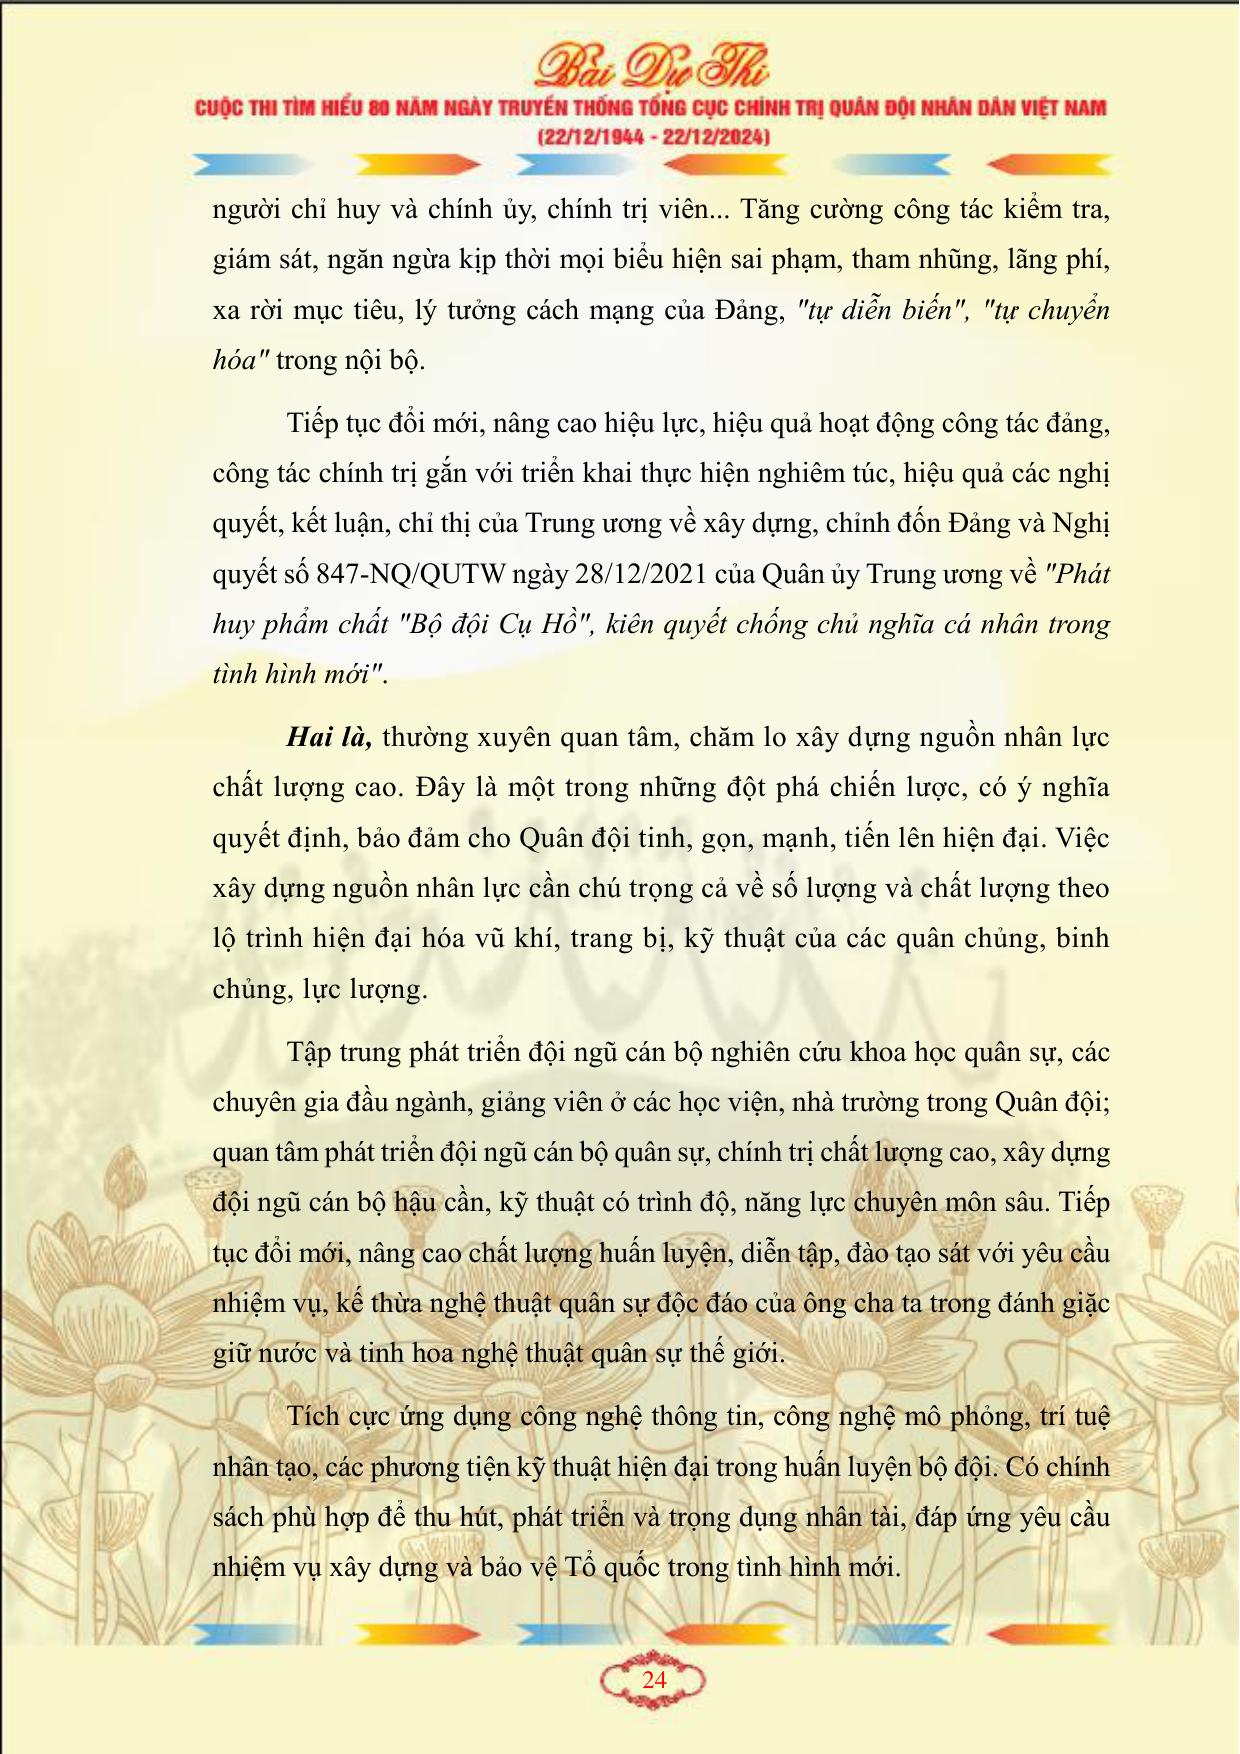 Bài Dự Thi
CUỘC THI TÌM HIỂU 80 NĂM NGÀY TRUYỀN THỐNG TỔNG CỤC CHÍNH TRỊ QUÂN ĐỘI NHÂN DÂN VIỆT NAM
(22/12/1944 - 22/12/2024)
người chỉ huy và chính ủy, chính trị viên... Tăng cường công tác kiểm tra,
giám sát, ngăn ngừa kịp thời mọi biểu hiện sai phạm, tham nhũng, lãng phí,
xa rời mục tiêu, lý tưởng cách mạng của Đảng, "tự diễn biến", "tự chuyển
hóa" trong nội bộ.
Tiếp tục đổi mới, nâng cao hiệu lực, hiệu quả hoạt động công tác đảng,
công tác chính trị gắn với triển khai thực hiện nghiêm túc, hiệu quả các nghị
quyết, kết luận, chỉ thị của Trung ương về xây dựng, chỉnh đốn Đảng và Nghị
quyết số 847-NQ/QUTW ngày 28/12/2021 của Quân ủy Trung ương về "Phát
huy phẩm chất "Bộ đội Cụ Hồ", kiên quyết chống chủ nghĩa cá nhân trong
tình hình mới".
Hai là, thường xuyên quan tâm, chăm lo xây dựng nguồn nhân lực
chất lượng cao. Đây là một trong những đột phá chiến lược, có ý nghĩa
quyết định, bảo đảm cho Quân đội tinh, gọn, mạnh, tiến lên hiện đại. Việc
xây dựng nguồn nhân lực cần chú trọng cả về số lượng và chất lượng theo
lộ trình hiện đại hóa vũ khí, trang bị, kỹ thuật của các quân chủng, binh
chủng, lực lượng.
Tập trung phát triển đội ngũ cán bộ nghiên cứu khoa học quân sự, các
chuyên gia đầu ngành, giảng viên ở các học viện, nhà trường trong Quân đội;
quan tâm phát triển đội ngũ cán bộ quân sự, chính trị chất lượng cao, xây dựng
đội ngũ cán bộ hậu cần, kỹ thuật có trình độ, năng lực chuyên môn sâu. Tiếp
tục đổi mới, nâng cao chất lượng huấn luyện, diễn tập, đào tạo sát với yêu cầu
nhiệm vụ, kế thừa nghệ thuật quân sự độc đáo của ông cha ta trong đánh giặc
giữ nước và tinh hoa nghệ thuật quân sự thế giới.
Tích cực ứng dụng công nghệ thông tin, công nghệ mô phỏng, trí tuệ
nhân tạo, các phương tiện kỹ thuật hiện đại trong huấn luyện bộ đội. Có chính
sách phù hợp để thu hút, phát triển và trọng dụng nhân tài, đáp ứng yêu cầu
nhiệm vụ xây dựng và bảo vệ Tổ quốc trong tình hình mới.
24